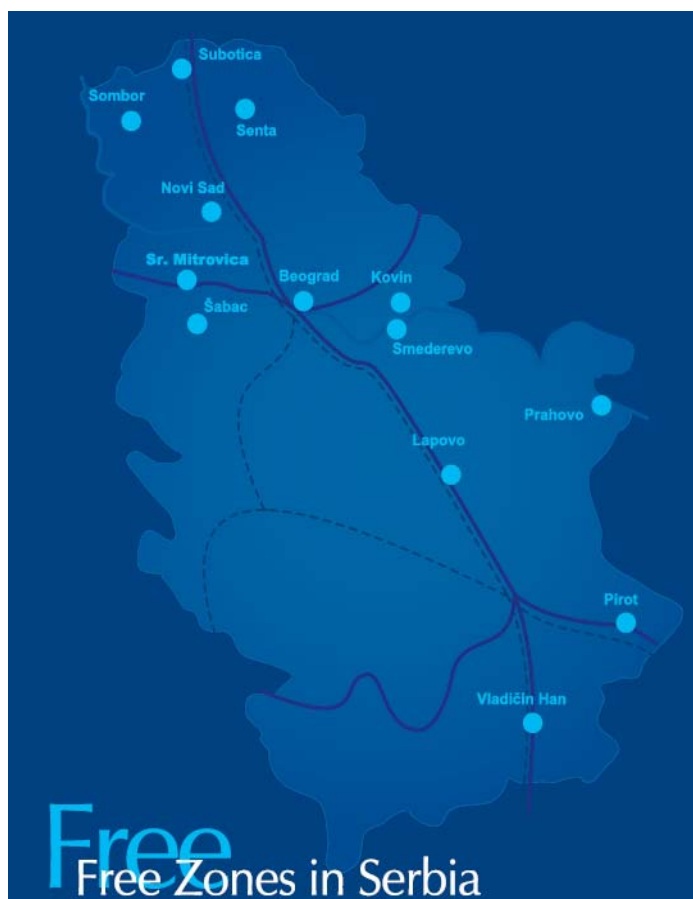 Subotica
Sombor
Senta
Novi Sad
Sr. Mitrovica
Beograd
Kovin
Šabac
Smederevo
Prahovo
Lapovo
Pirot
Vladičin Han
Free
Free Zones in Serbia